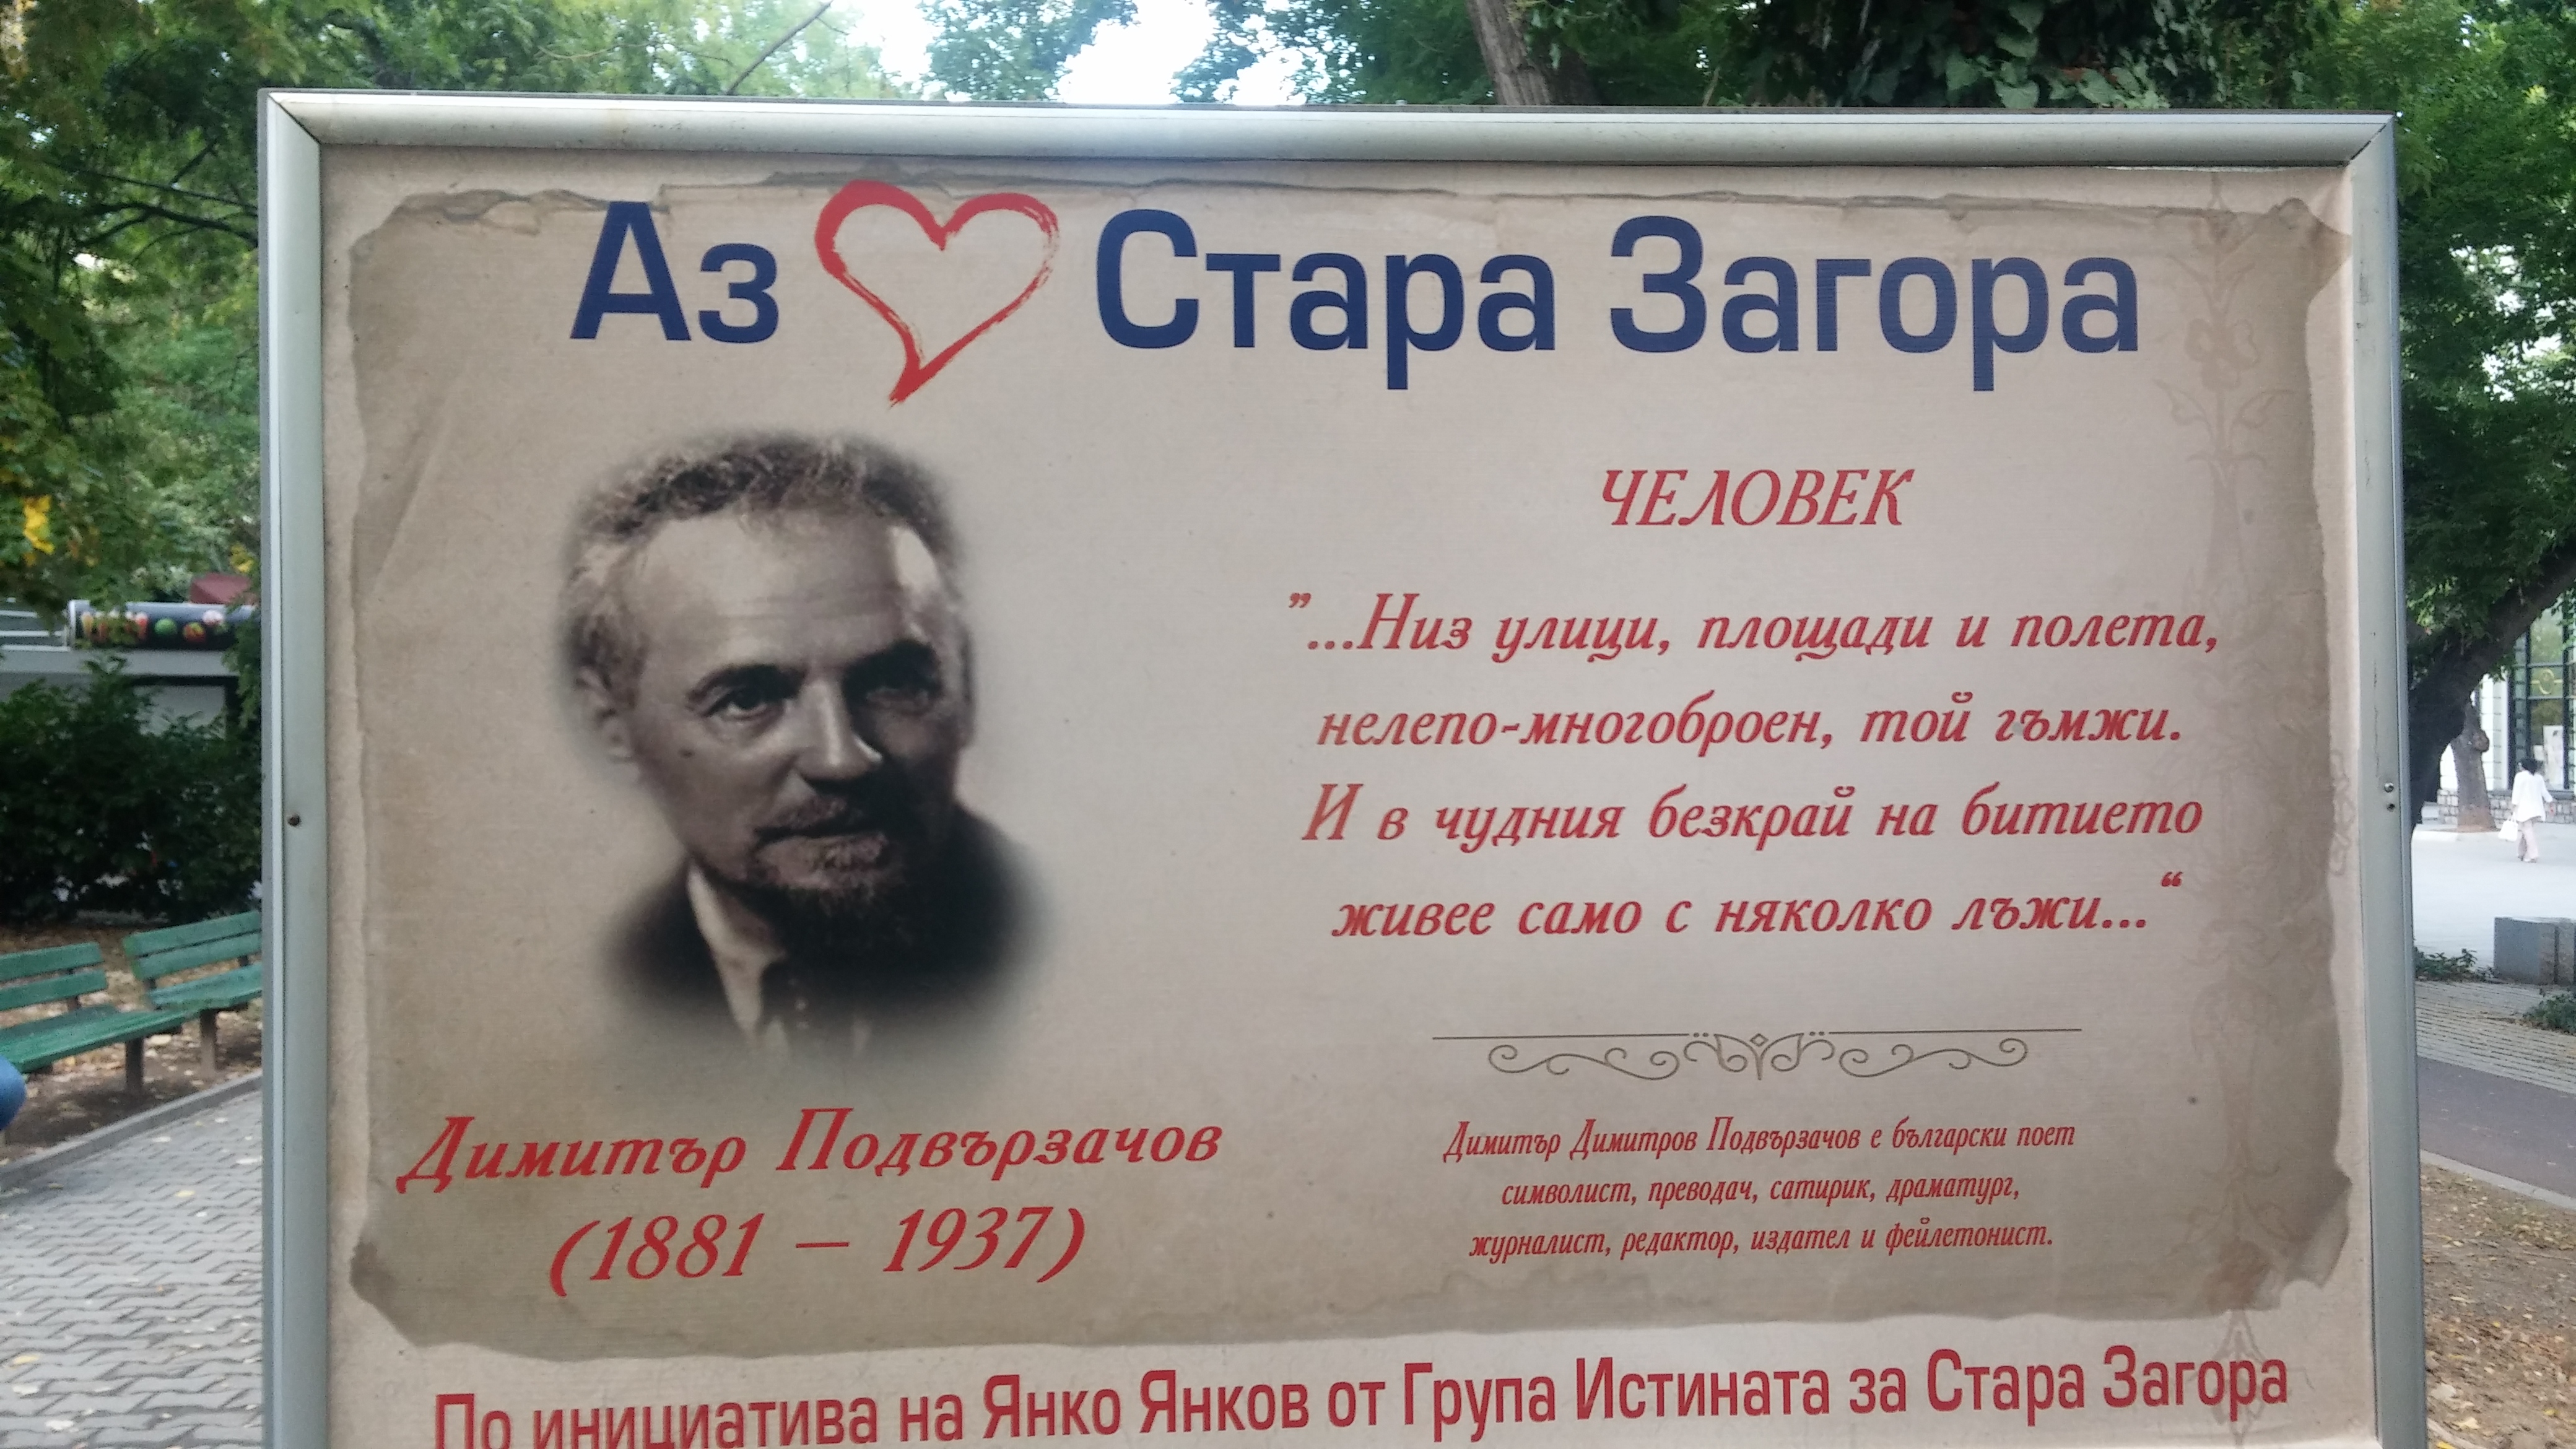 Аз Стара Загора
ЧЕЛОВЕК
"...Низ улици, площади и полета,
нелепо-многоброен, той гъмжи.
И в чудния безкрай на битието
живее само с няколко лъжи...“
Димитър Подвързачов
(1881 – 1937)
Димитър Димитров Подвързачов е български поет
символист, преводач, сатирик, драматург,
журналист, редактор, издател и фейлетонист.
По инициатива на Янко Янков от Група Истината за Стара Загора